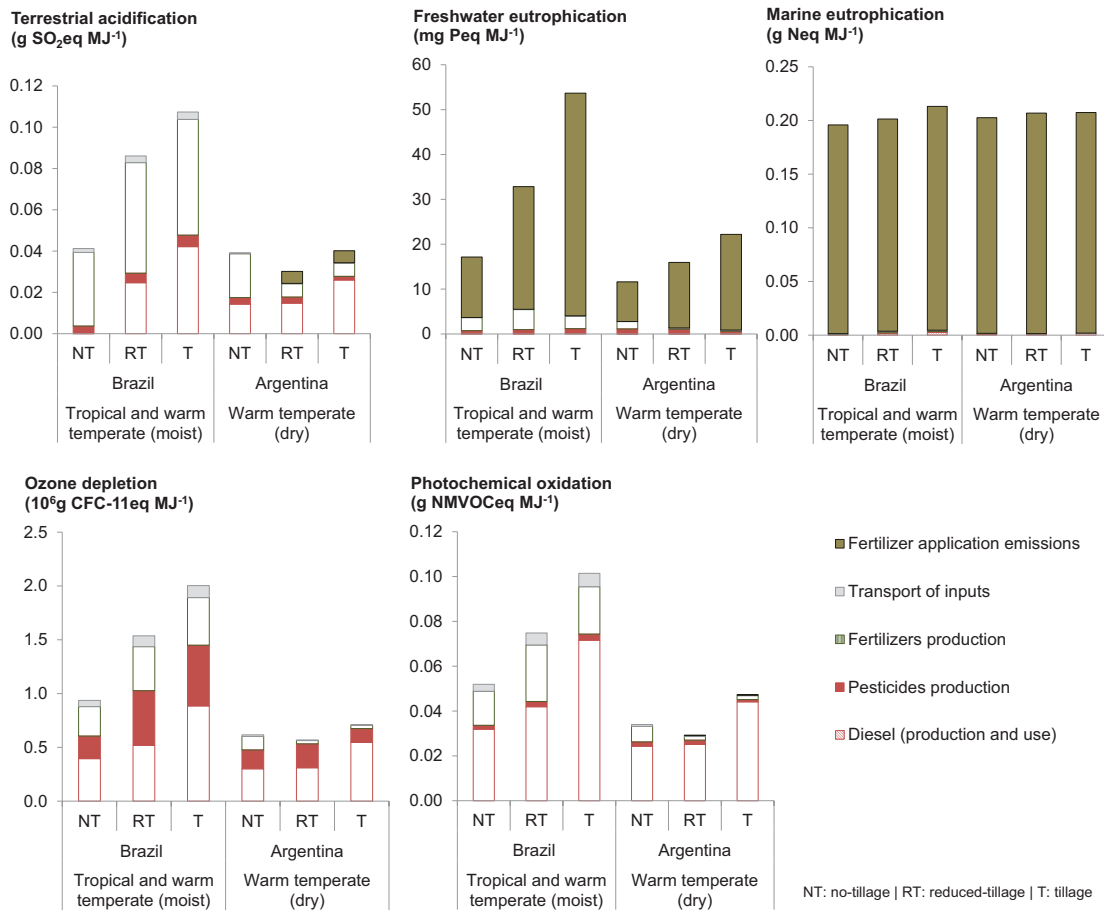 Terrestrial acidification
(g SO₂eq MJ⁻¹)
0.12
0.10
0.08
0.06
0.04
0.02
0.00
NT RT T NT RT T
Brazil Argentina
Tropical and warm Warm temperate
temperate (moist) (dry)
Freshwater eutrophication
(mg Peq MJ⁻¹)
60
50
40
30
20
10
0
NT RT T NT RT T
Brazil Argentina
Tropical and warm Warm temperate
temperate (moist) (dry)
Marine eutrophication
(g Neq MJ⁻¹)
0.25
0.20
0.15
0.10
0.05
0.00
NT RT T NT RT T
Brazil Argentina
Tropical and warm Warm temperate
temperate (moist) (dry)
Ozone depletion
(10⁶g CFC-11eq MJ⁻¹)
2.5
2.0
1.5
1.0
0.5
0.0
NT RT T NT RT T
Brazil Argentina
Tropical and warm Warm temperate
temperate (moist) (dry)
Photochemical oxidation
(g NMVOCeq MJ⁻¹)
0.12
0.10
0.08
0.06
0.04
0.02
0.00
NT RT T NT RT T
Brazil Argentina
Tropical and warm Warm temperate
temperate (moist) (dry)
Fertilizer application emissions
Transport of inputs
Fertilizers production
Pesticides production
Diesel (production and use)
NT: no-tillage | RT: reduced-tillage | T: tillage